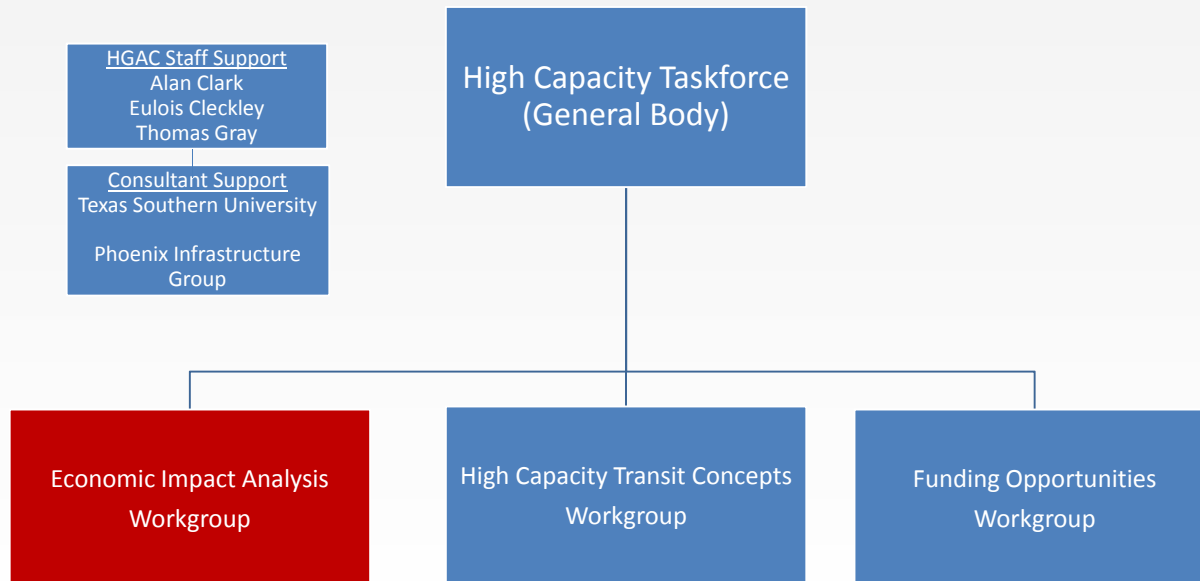 HGAC Staff Support
Alan Clark
Eulois Cleckley
Thomas Gray
Consultant Support
Texas Southern University
Phoenix Infrastructure
Group
High Capacity Taskforce
(General Body)
Economic Impact Analysis
Workgroup
High Capacity Transit Concepts
Workgroup
Funding Opportunities
Workgroup